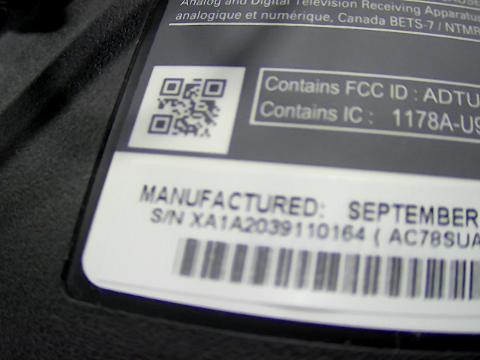 Analog and Digital Television Receiving Apparatus
analogique et numérique, Canada BETS-7 / NTMR
Contains FCC ID : ADTU
Contains IC : 1178A-U9
MANUFACTURED: SEPTEMBER
S/N XA1A2039110164 ( AC78SUA